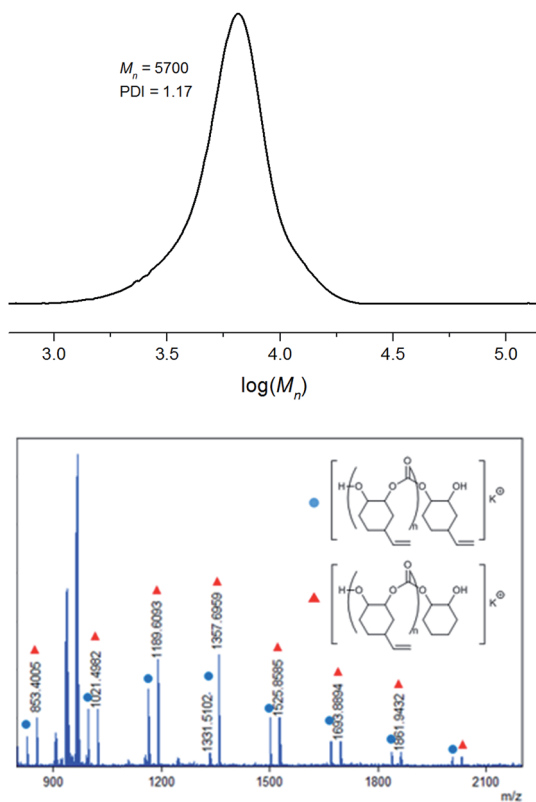 Mn = 5700
PDI = 1.17
3.0 3.5 4.0 4.5 5.0
log(Mn)
853.4005
1021.4982
1189.6093
1331.5102
1357.6959
1525.8585
1693.8894
1861.9432
H O O O O OH n K⊕
H O O O O OH n K⊕
900 1200 1500 1800 2100
m/z